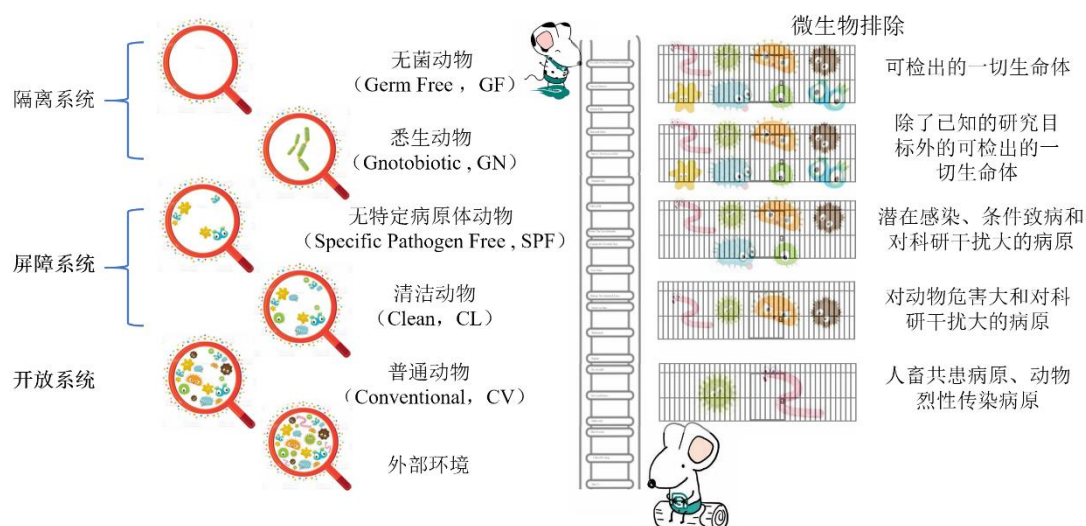 微生物排除
隔离系统
无菌动物
（Germ Free ，GF）
可检出的一切生命体
悉生动物
（Gnotobiotic , GN）
除了已知的研究目
标外的可检出的一
切生命体
屏障系统
无特定病原体动物
（Specific Pathogen Free , SPF）
潜在感染、条件致病和
对科研干扰大的病原
清洁动物
（Clean，CL）
对动物危害大和对科
研干扰大的病原
开放系统
普通动物
（Conventional，CV）
人畜共患病原、动物
烈性传染病原
外部环境